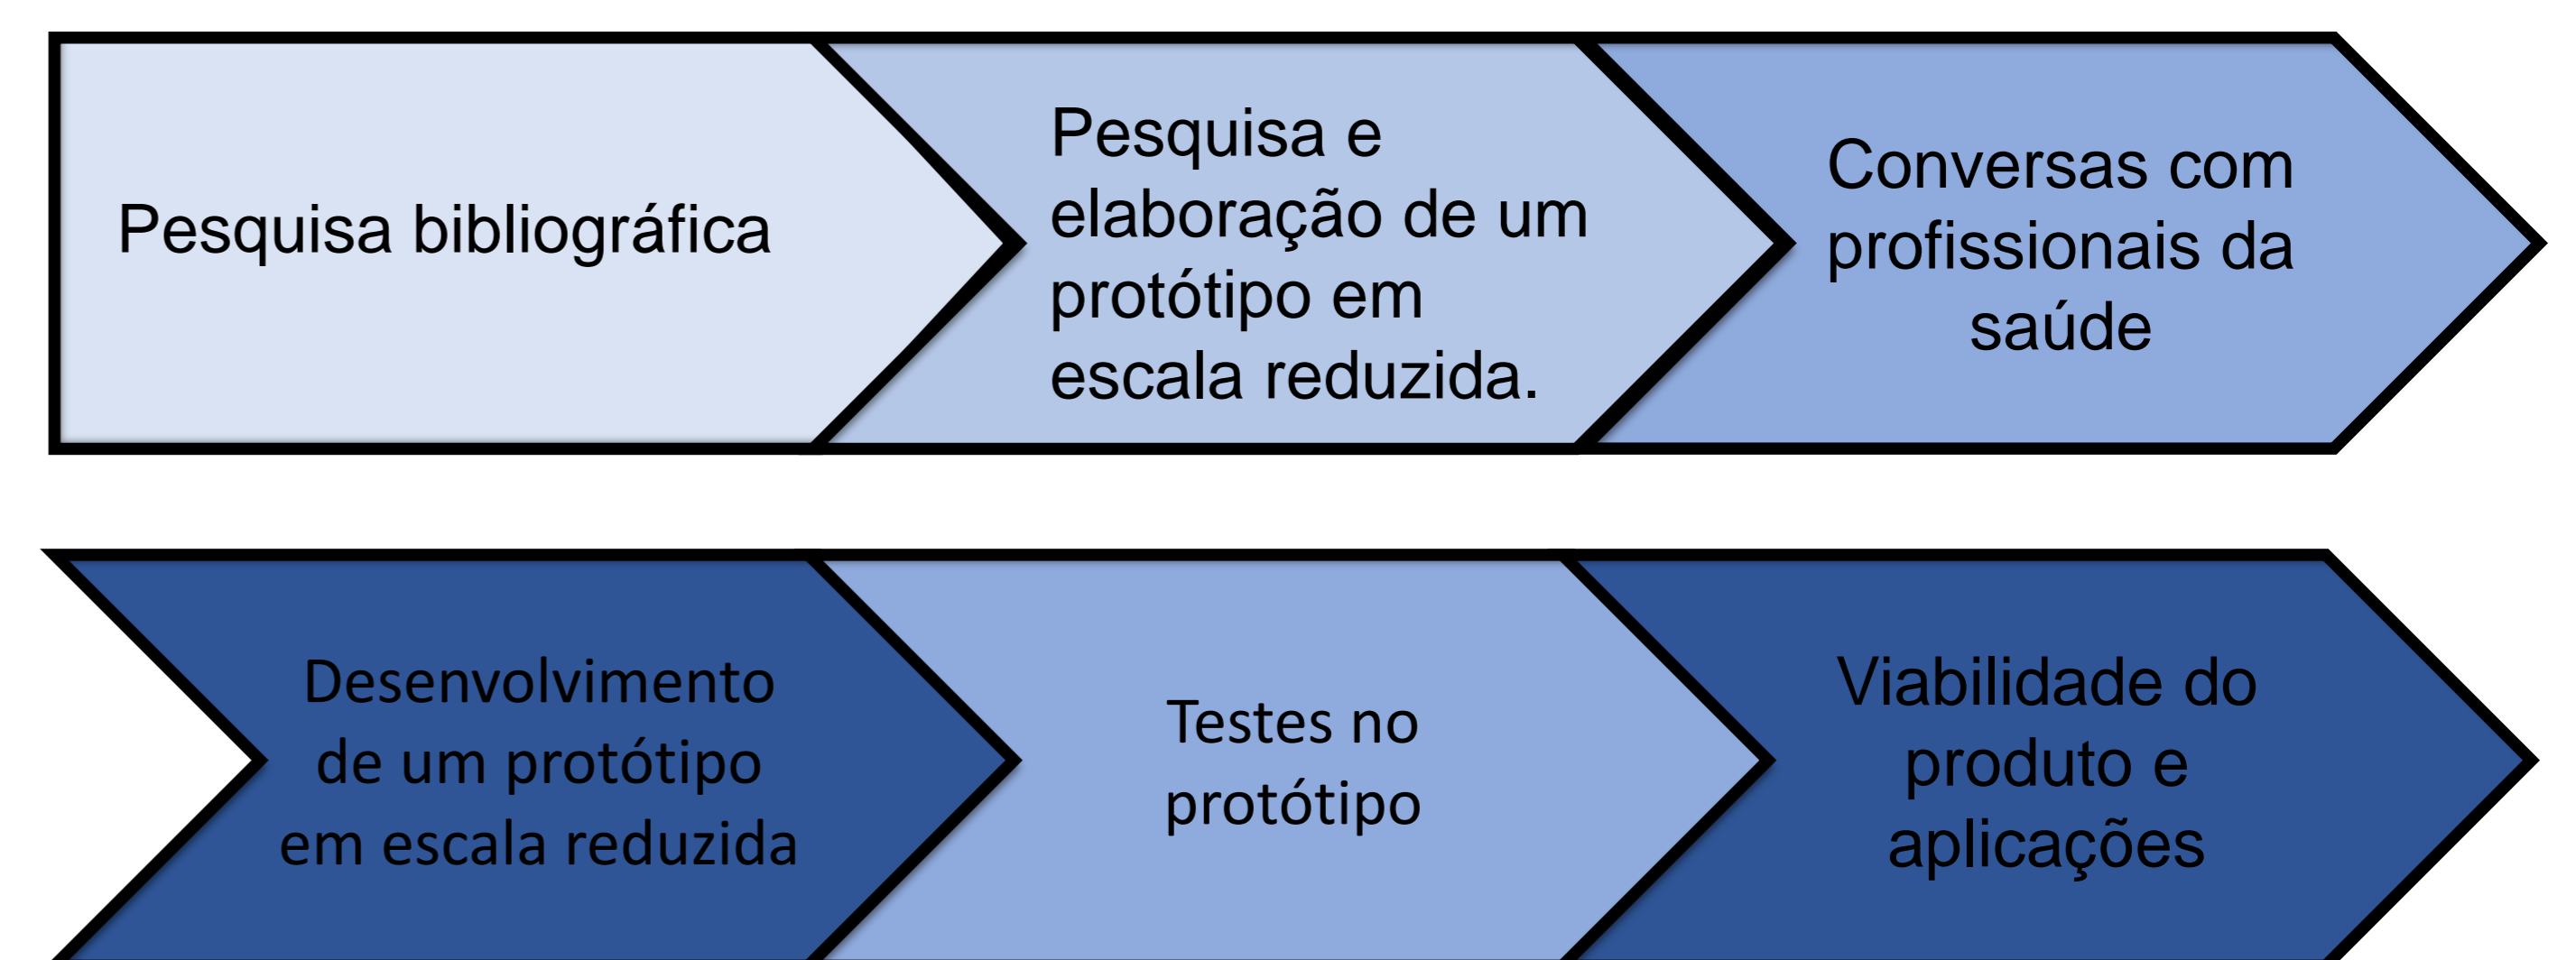 Pesquisa bibliográfica
Pesquisa e
elaboração de um
protótipo em
escala reduzida.
Conversas com
profissionais da
saúde
Desenvolvimento
de um protótipo
em escala reduzida
Testes no
protótipo
Viabilidade do
produto e
aplicações